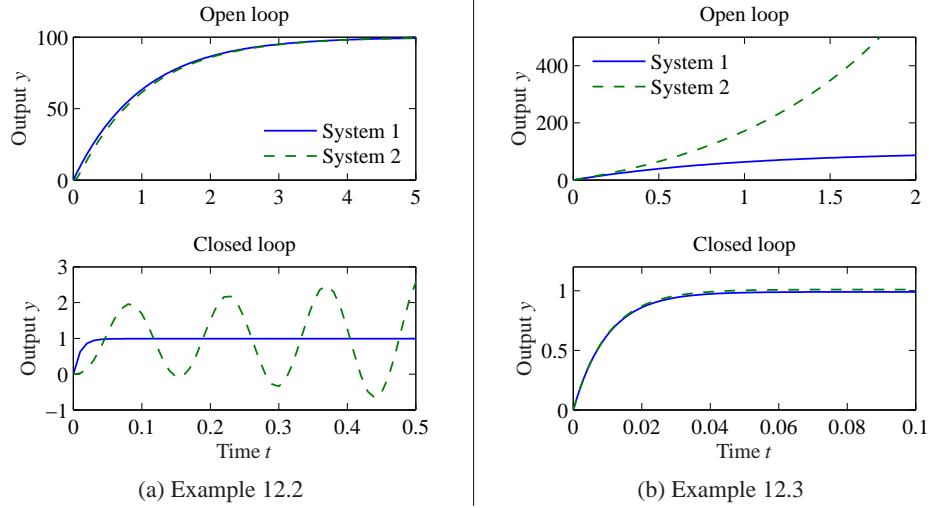 Open loop
Output y
100
50
0
System 1
System 2
0 1 2 3 4 5
Closed loop
Output y
3
2
1
0
−1
0 0.1 0.2 0.3 0.4 0.5
Time t
(a) Example 12.2
Open loop
Output y
400
200
0
System 1
System 2
0 0.5 1 1.5 2
Closed loop
Output y
1
0.5
0
0 0.02 0.04 0.06 0.08 0.1
Time t
(b) Example 12.3